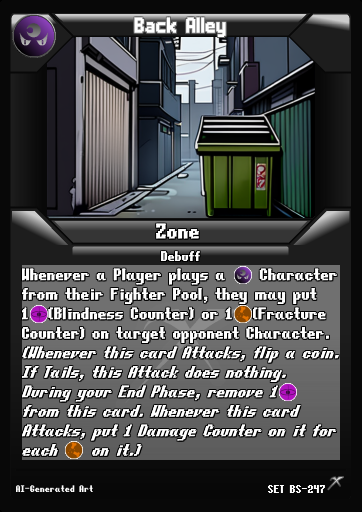 Back Alley
Zone
Debuff
Whenever a Player plays a Character
from their Fighter Pool, they may put
1 (Blindness Counter) or 1 (Fracture
Counter) on target opponent Character.
(Whenever this card Attacks, flip a coin.
If Tails, this Attack does nothing.
During your End Phase, remove 1
from this card. Whenever this card
Attacks, put 1 Damage Counter on it for
each on it.)
AI-Generated Art
SET BS-247